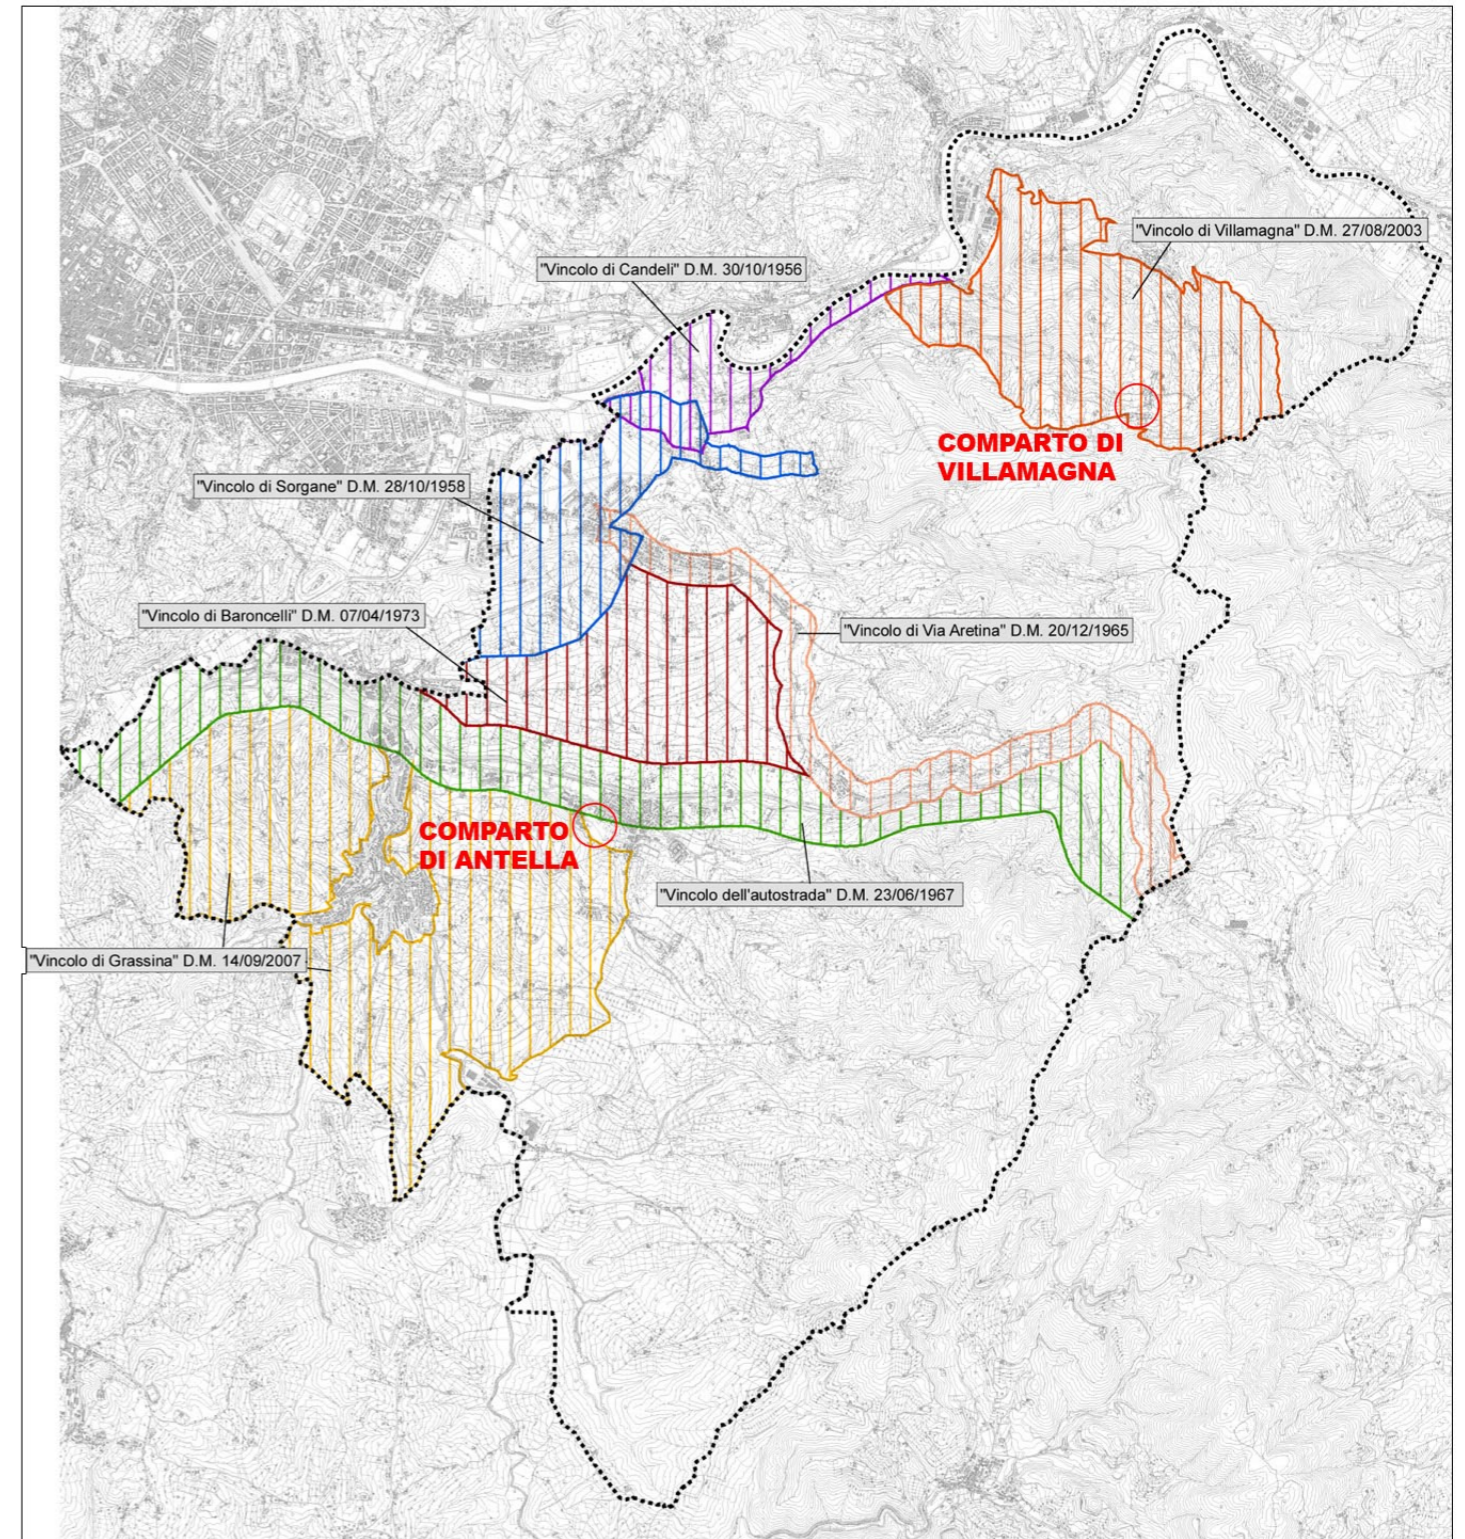 "Vincolo di Villamagna" D.M. 27/08/2003
"Vincolo di Candeli" D.M. 30/10/1956
COMPARTO DI
VILLAMAGNA
"Vincolo di Sorgane" D.M. 28/10/1958
"Vincolo di Baroncelli" D.M. 07/04/1973
"Vincolo di Via Aretina" D.M. 20/12/1965
COMPARTO
DI ANTELLA
"Vincolo dell'autostrada" D.M. 23/06/1967
"Vincolo di Grassina" D.M. 14/09/2007